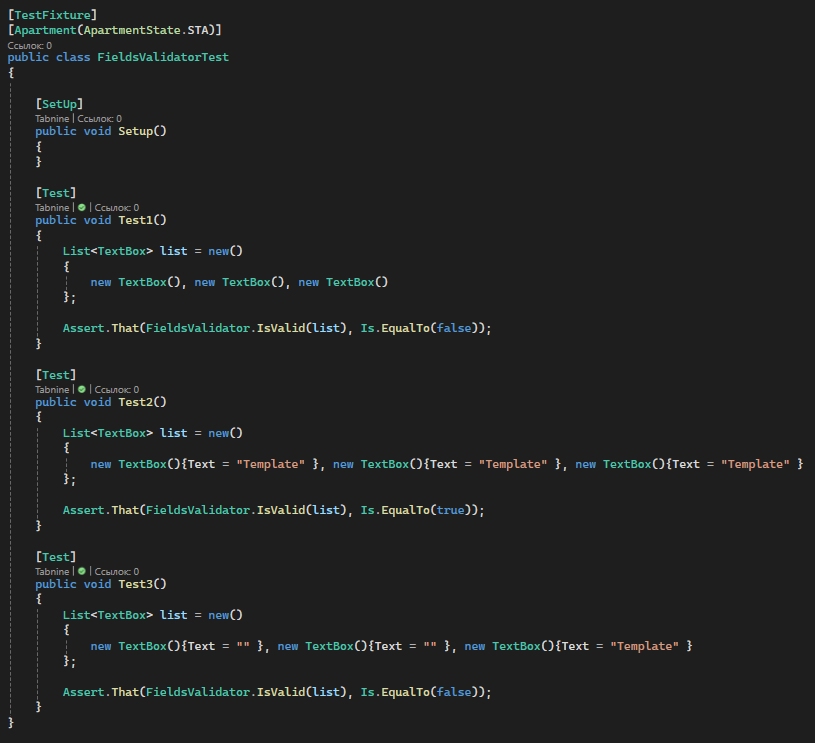 [TestFixture]
[Apartment(ApartmentState.STA)]
Ссылок: 0
public class FieldsValidatorTest
{
[SetUp]
Tabnine | Ссылок: 0
public void Setup()
{
}
[Test]
Tabnine | Ссылок: 0
public void Test1()
{
List<TextBox> list = new()
{
new TextBox(), new TextBox(), new TextBox()
};
Assert.That(FieldsValidator.IsValid(list), Is.EqualTo(false));
}
[Test]
Tabnine | Ссылок: 0
public void Test2()
{
List<TextBox> list = new()
{
new TextBox(){Text = "Template" }, new TextBox(){Text = "Template" }, new TextBox(){Text = "Template" }
};
Assert.That(FieldsValidator.IsValid(list), Is.EqualTo(true));
}
[Test]
Tabnine | Ссылок: 0
public void Test3()
{
List<TextBox> list = new()
{
new TextBox(){Text = "" }, new TextBox(){Text = "" }, new TextBox(){Text = "Template" }
};
Assert.That(FieldsValidator.IsValid(list), Is.EqualTo(false));
}
}